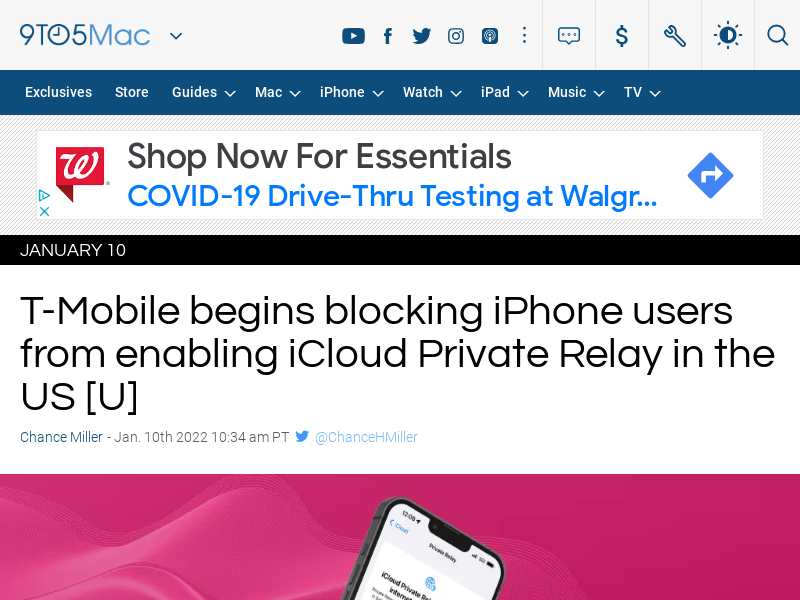 9TO5Mac
Exclusives Store Guides Mac iPhone Watch iPad Music TV
Shop Now For Essentials
COVID-19 Drive-Thru Testing at Walgr...
JANUARY 10
T-Mobile begins blocking iPhone users
from enabling iCloud Private Relay in the
US [U]
Chance Miller - Jan. 10th 2022 10:34 am PT @ChanceHMiller
12:09
iCloud
Private Relay
5G
iCloud Private Relay